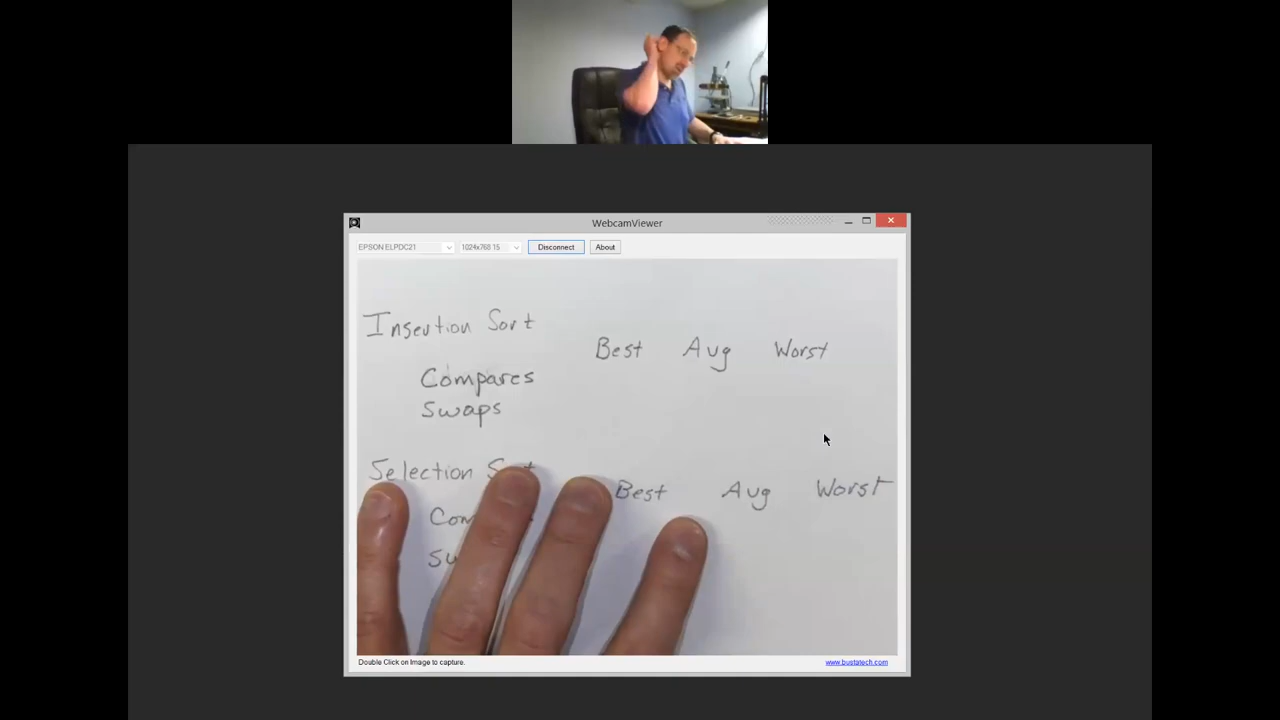 WebcamViewer
EPSON ELPDC21 1024x768 15 Disconnect About
Insertion Sort
Best Avg Worst
Compares
Swaps
Selection
Best Avg Worst
Double Click on Image to capture. www.bustatech.com